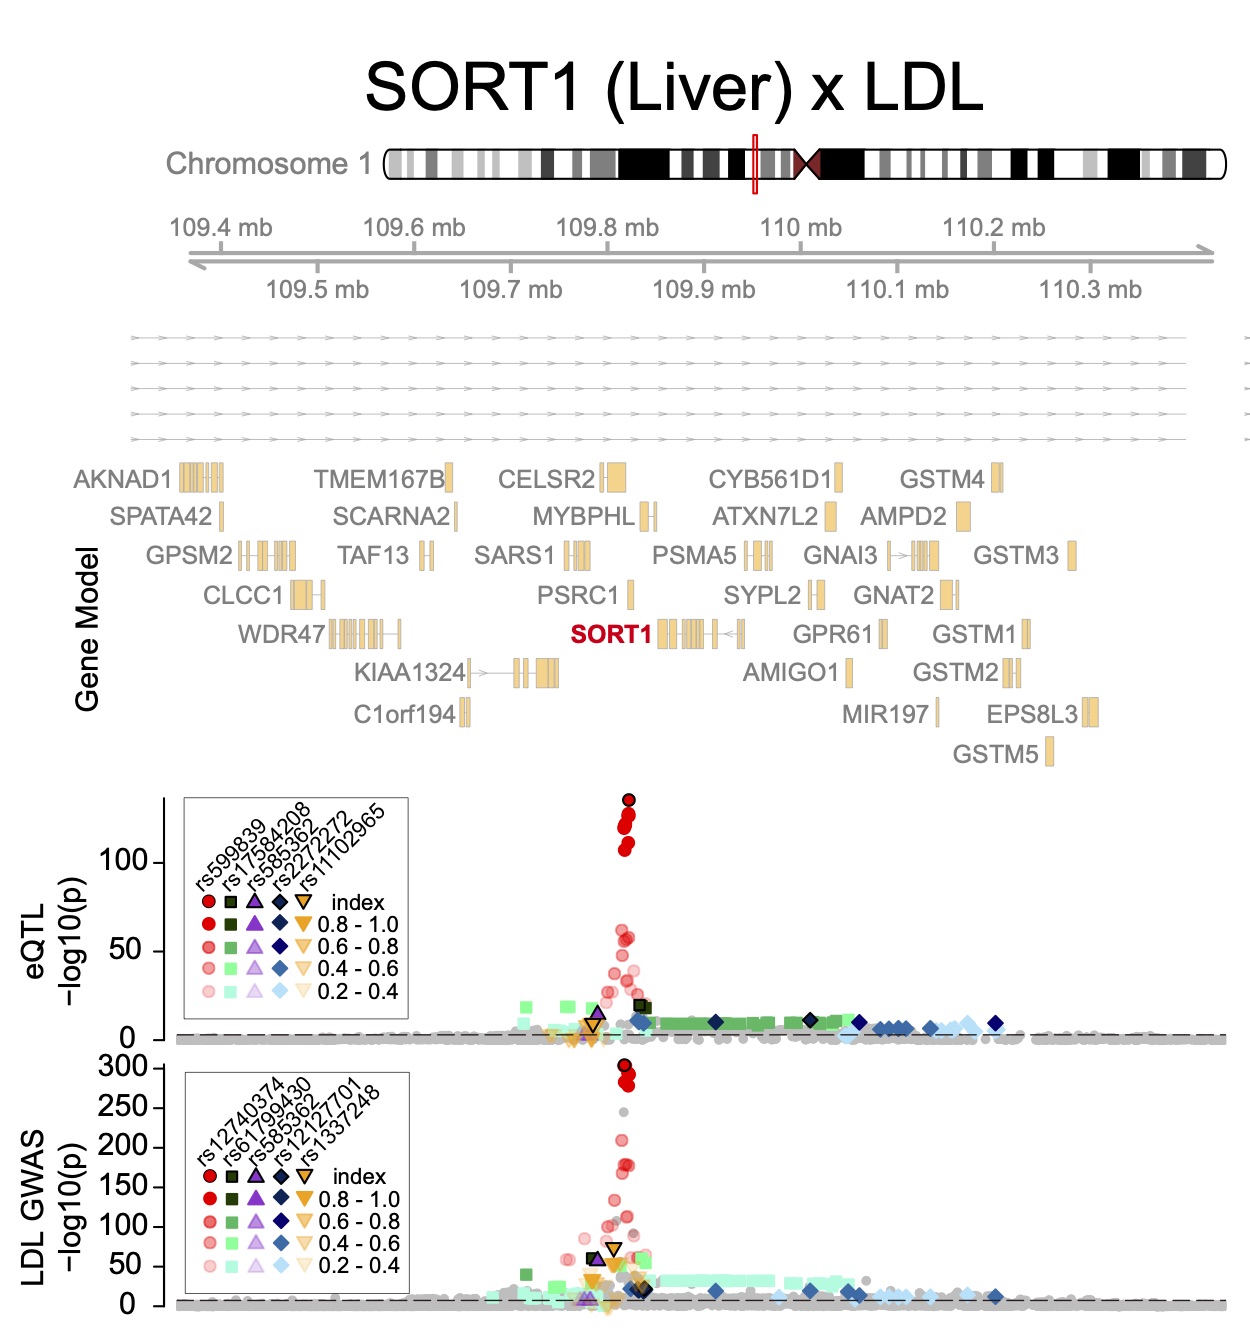 SORT1 (Liver) x LDL
Chromosome 1
109.4 mb 109.6 mb 109.8 mb 110 mb 110.2 mb
109.5 mb 109.7 mb 109.9 mb 110.1 mb 110.3 mb
Gene Model
AKNAD1 TMEM167B CELSR2 CYB561D1 GSTM4
SPATA42 SCARNA2 MYBPHL ATXN7L2 AMPD2
GPSM2 TAF13 SARS1 PSMA5 GNAI3 GSTM3
CLCC1 PSRC1 SYPL2 GNAT2
WDR47 SORT1 GPR61 GSTM1
KIAA1324 AMIGO1 GSTM2
C1orf194 MIR197 EPS8L3
GSTM5
eQTL
−log10(p)
100
50
0
rs599839
rs17584208
rs585362
rs2272272
rs11102965
index
0.8 - 1.0
0.6 - 0.8
0.4 - 0.6
0.2 - 0.4
LDL GWAS
−log10(p)
300
250
200
150
100
50
0
rs12740374
rs61799430
rs585362
rs12127701
rs1337248
index
0.8 - 1.0
0.6 - 0.8
0.4 - 0.6
0.2 - 0.4